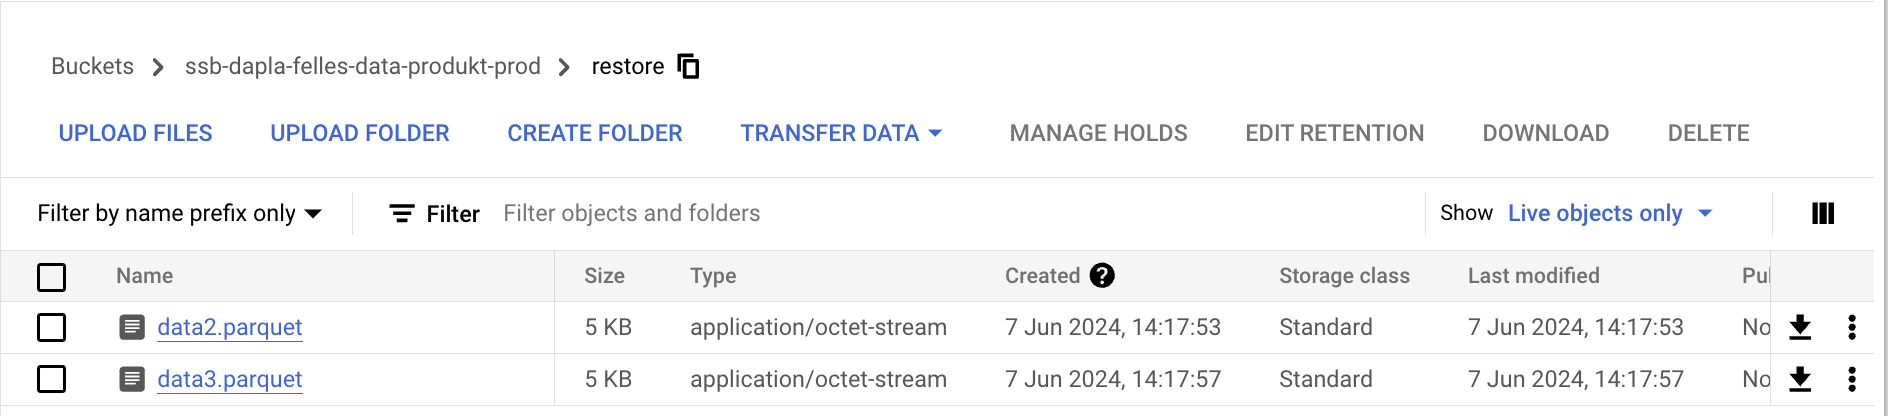 Buckets > ssb-dapla-felles-data-produkt-prod > restore
UPLOAD FILES UPLOAD FOLDER CREATE FOLDER TRANSFER DATA MANAGE HOLDS EDIT RETENTION DOWNLOAD DELETE
Filter by name prefix only Filter Filter objects and folders Show Live objects only
Name Size Type Created ? Storage class Last modified
data2.parquet 5 KB application/octet-stream 7 Jun 2024, 14:17:53 Standard 7 Jun 2024, 14:17:53 No
data3.parquet 5 KB application/octet-stream 7 Jun 2024, 14:17:57 Standard 7 Jun 2024, 14:17:57 No